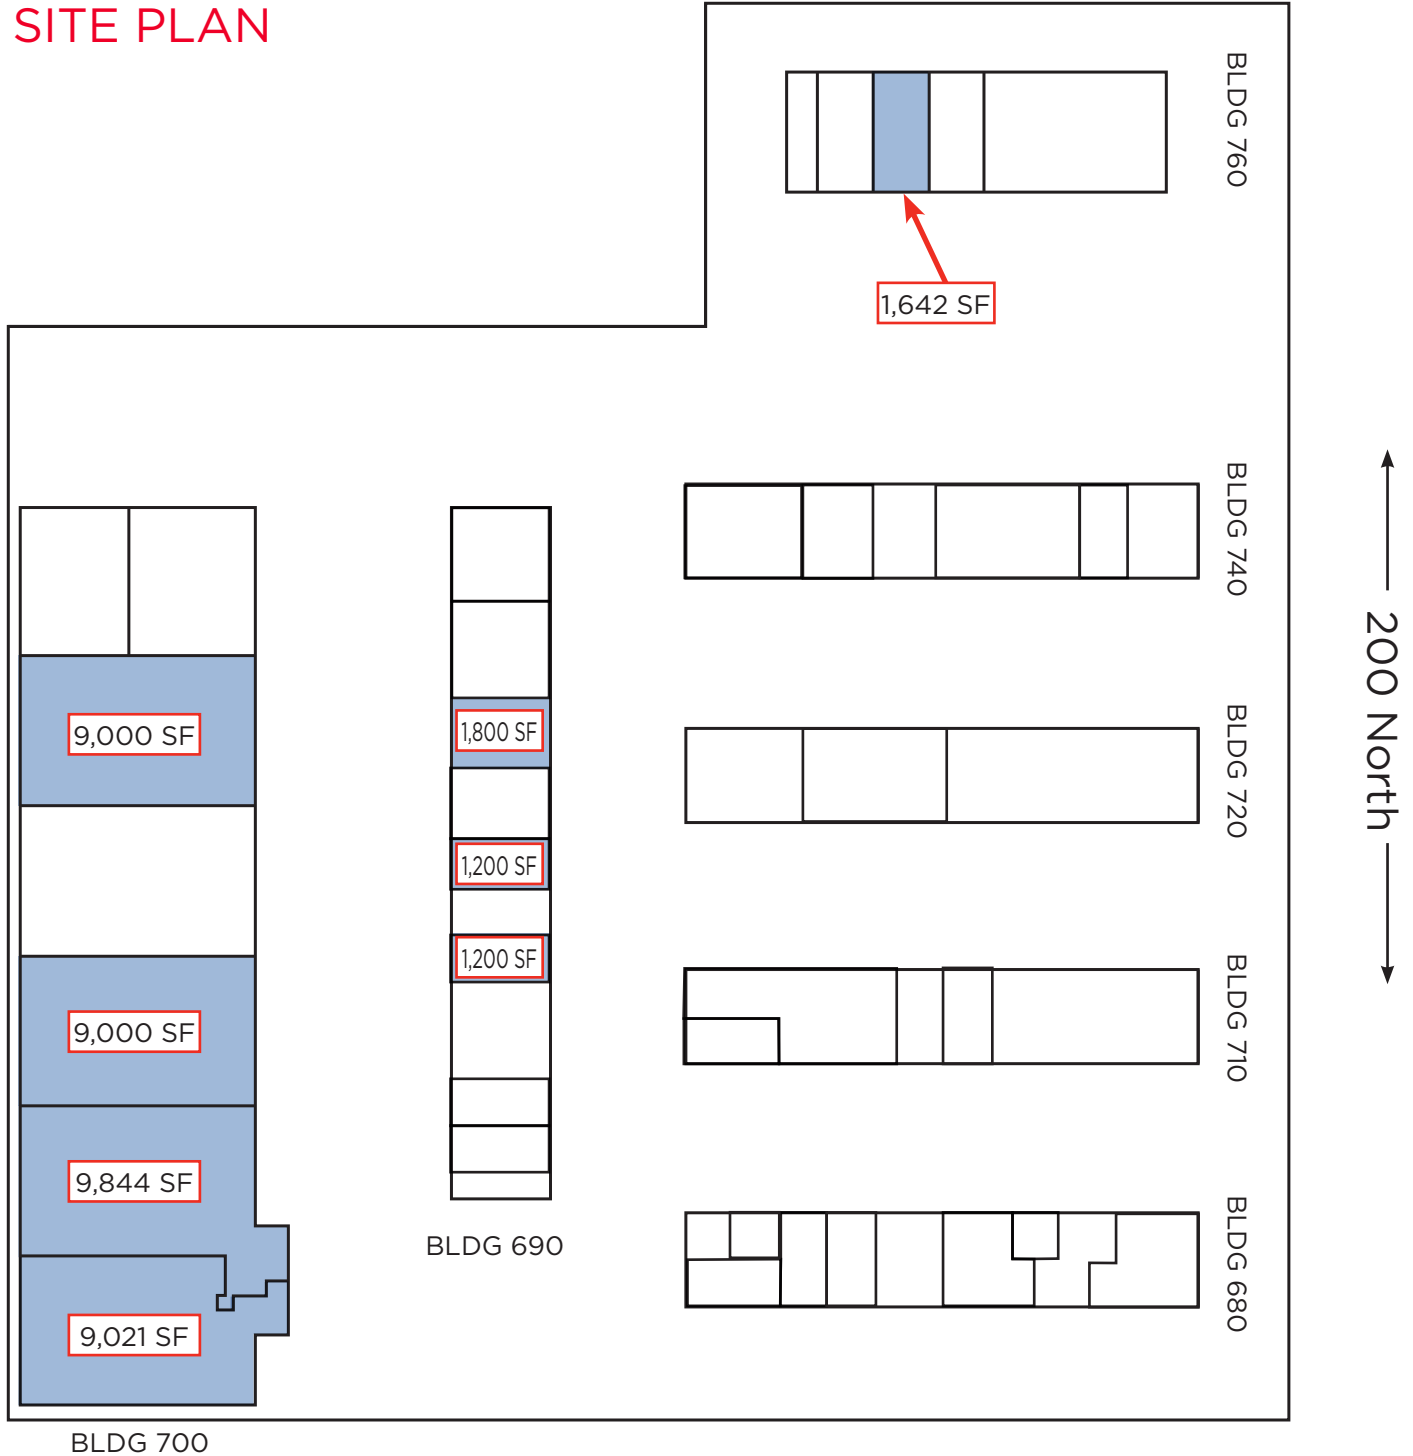 SITE PLAN
BLDG 760
1,642 SF
BLDG 740
200 North
9,000 SF
1,800 SF
BLDG 720
1,200 SF
1,200 SF
BLDG 710
9,000 SF
9,844 SF
BLDG 690
BLDG 680
9,021 SF
BLDG 700